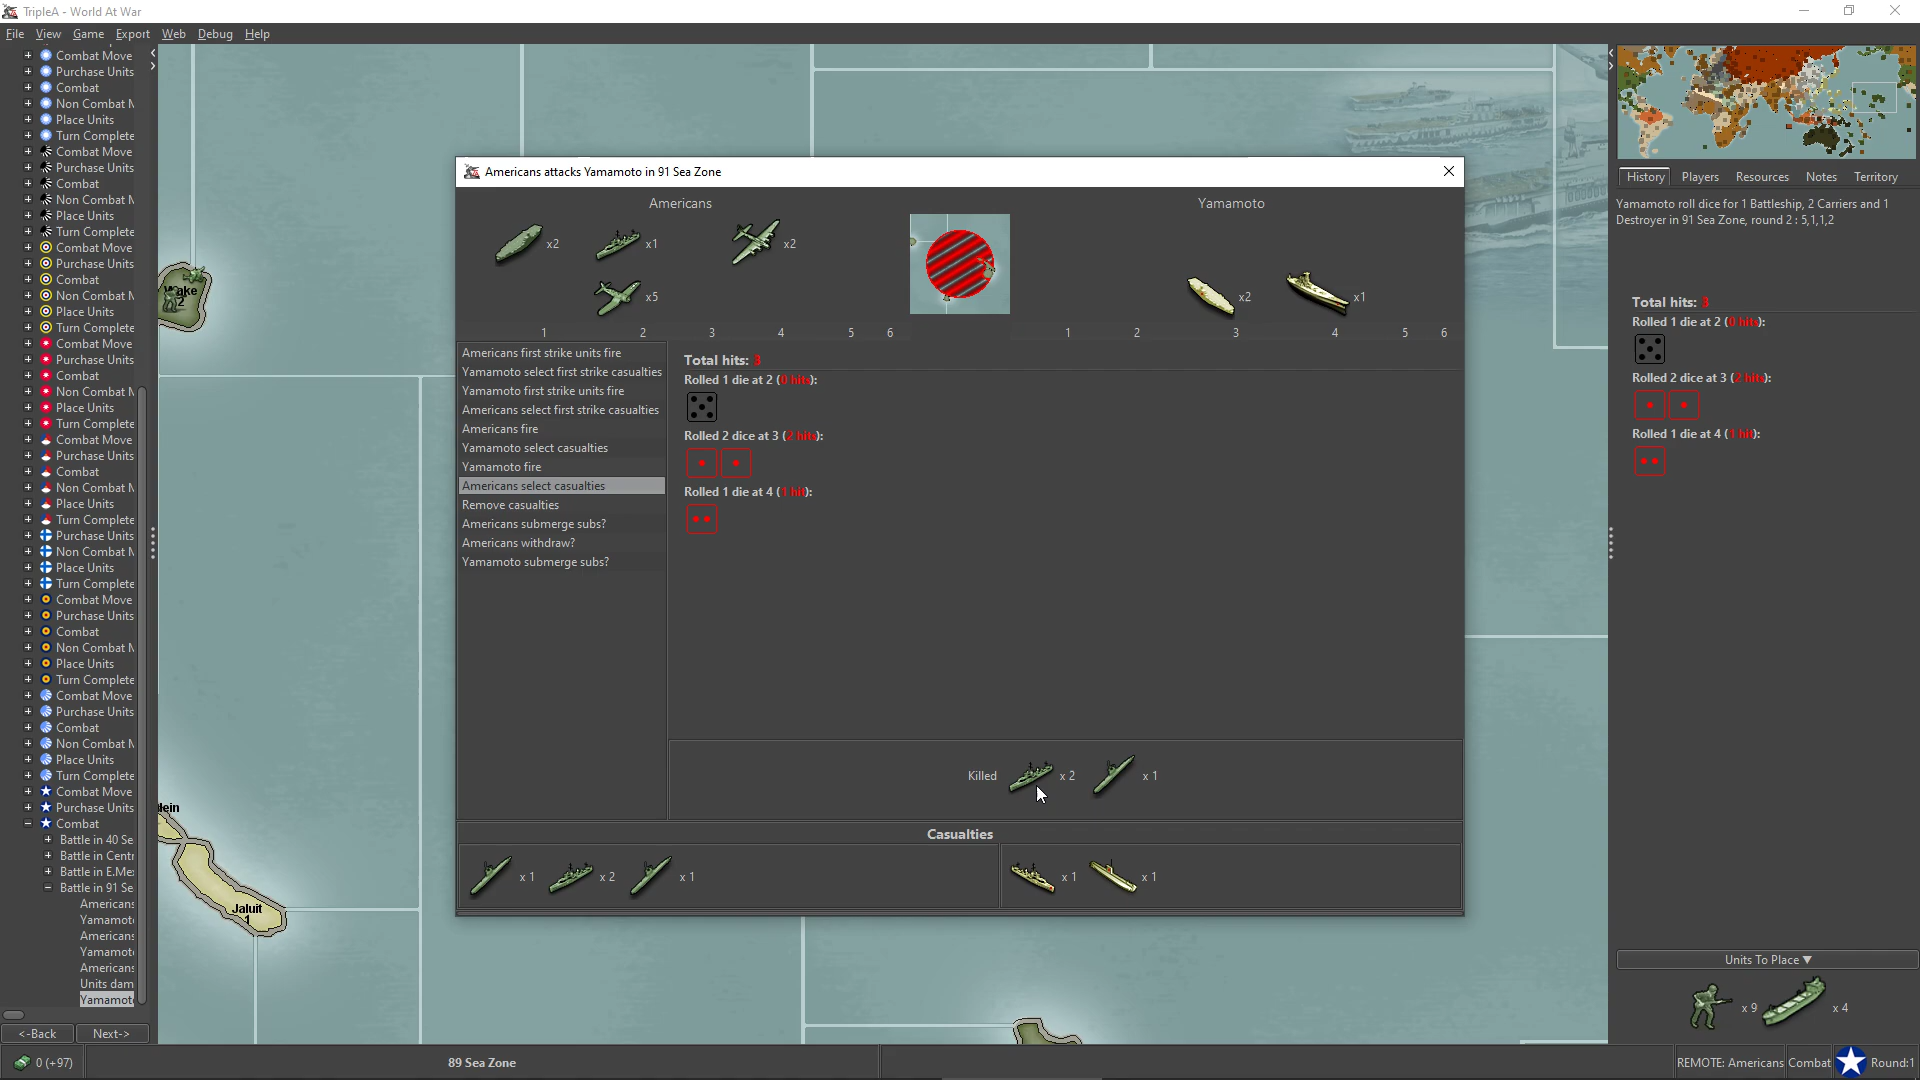 TripleA - World At War
File View Game Export Web Debug Help
Combat Move
Purchase Units
Combat
Non Combat M
Place Units
Turn Complete
Combat Move
Purchase Units
Combat
Non Combat M
Place Units
Turn Complete
Combat Move
Purchase Units
Combat
Non Combat M
Place Units
Turn Complete
Combat Move
Purchase Units
Combat
Non Combat M
Place Units
Turn Complete
Combat Move
Purchase Units
Combat
Non Combat M
Place Units
Turn Complete
Purchase Units
Non Combat M
Place Units
Turn Complete
Combat Move
Purchase Units
Combat
Non Combat M
Place Units
Turn Complete
Combat Move
Purchase Units
Combat
Non Combat M
Place Units
Turn Complete
Combat Move
Purchase Units
Combat
Battle in 40 Se
Battle in Centr
Battle in E.Mex
Battle in 91 Se
Americans
Yamoto
Americans
Yamoto
Americans
Units dam
Yamoto
<-Back Next->
Wake
2
lein
Jaluit
1
Americans attacks Yamamoto in 91 Sea Zone
Americans Yamamoto
x2 x1 x2
x5 x2 x1
1 2 3 4 5 6 1 2 3 4 5 6
Americans first strike units fire
Yamamoto select first strike casualties
Yamamoto first strike units fire
Americans select first strike casualties
Americans fire
Yamamoto select casualties
Yamamoto fire
Americans select casualties
Remove casualties
Americans submerge subs?
Americans withdraw?
Yamamoto submerge subs?
Total hits: 3
Rolled 1 die at 2 (0 hits):
Rolled 2 dice at 3 (2 hits):
Rolled 1 die at 4 (1 hit):
Killed x 2 x 1
Casualties
x 1 x 2 x 1 x 1 x 1
History Players Resources Notes Territory
Yamamoto roll dice for 1 Battleship, 2 Carriers and 1
Destroyer in 91 Sea Zone, round 2 : 5,1,1,2
Total hits: 3
Rolled 1 die at 2 (0 hits):
Rolled 2 dice at 3 (2 hits):
Rolled 1 die at 4 (1 hit):
Units To Place ▼
x 9 x 4
0 (+97) 89 Sea Zone REMOTE: Americans Combat Round:1